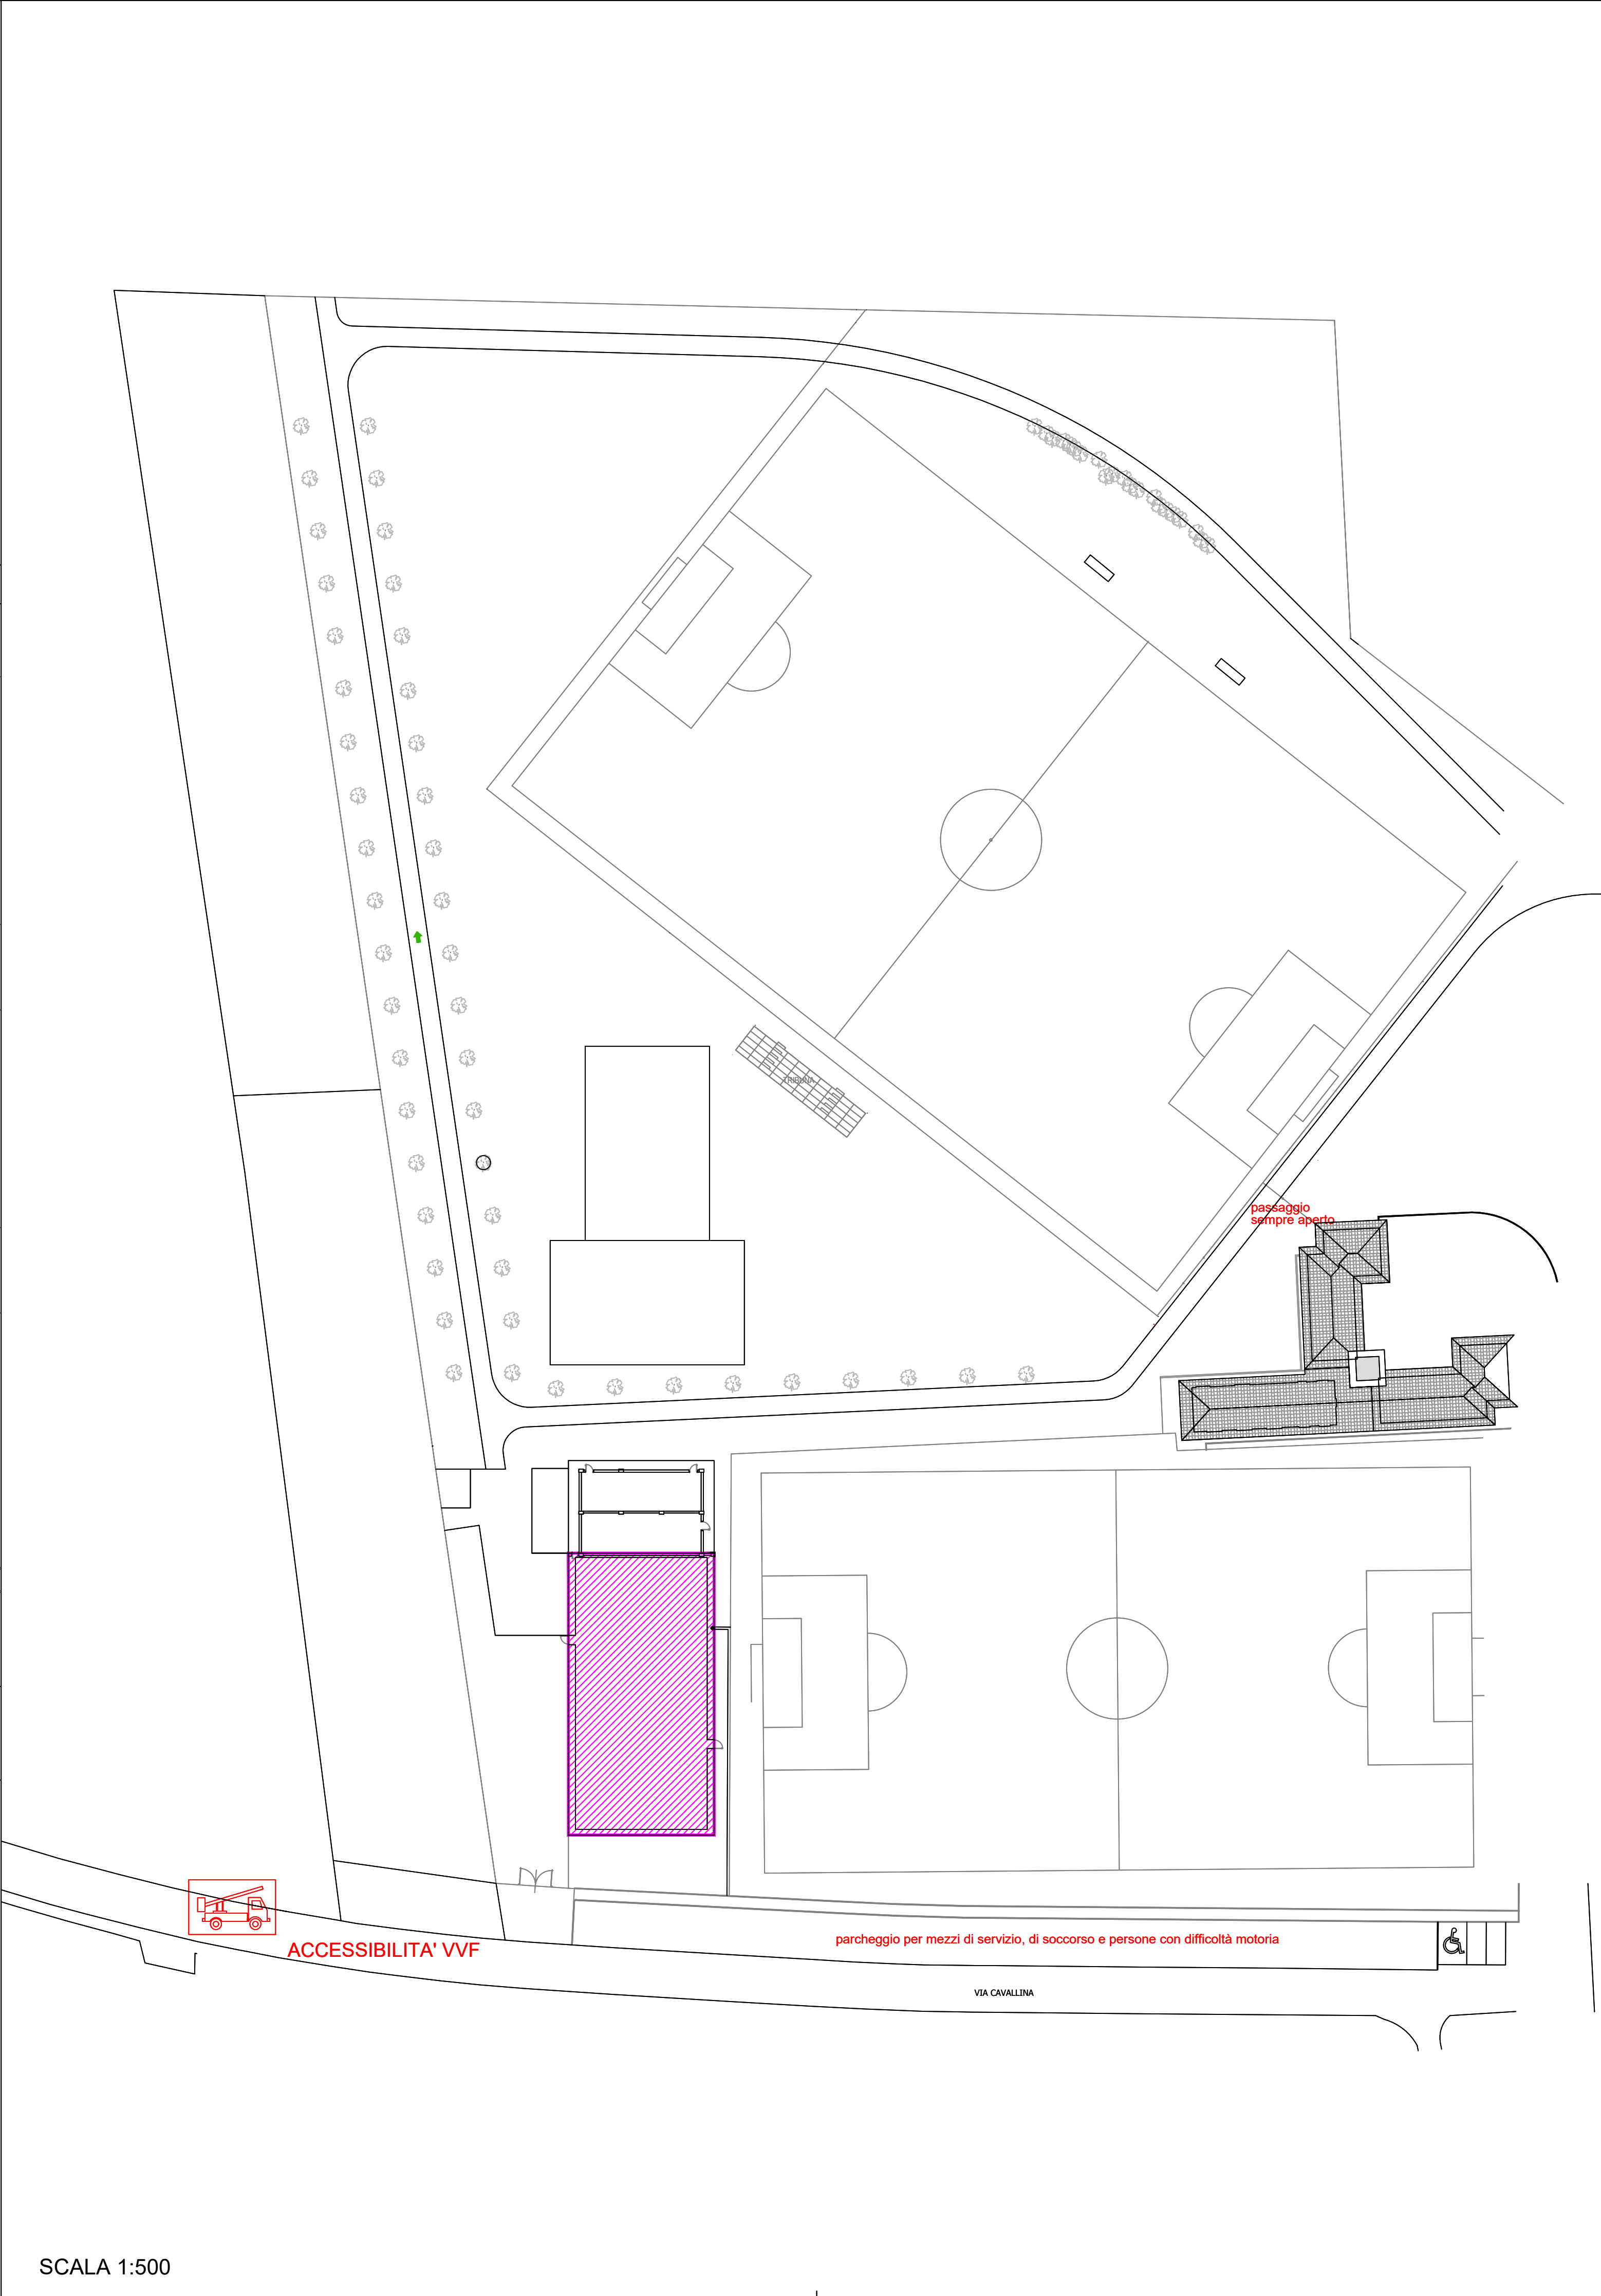 TRIBUNA
passaggio
sempre aperto
ACCESSIBILITA' VVF
parcheggio per mezzi di servizio, di soccorso e persone con difficoltà motoria
VIA CAVALLINA
SCALA 1:500